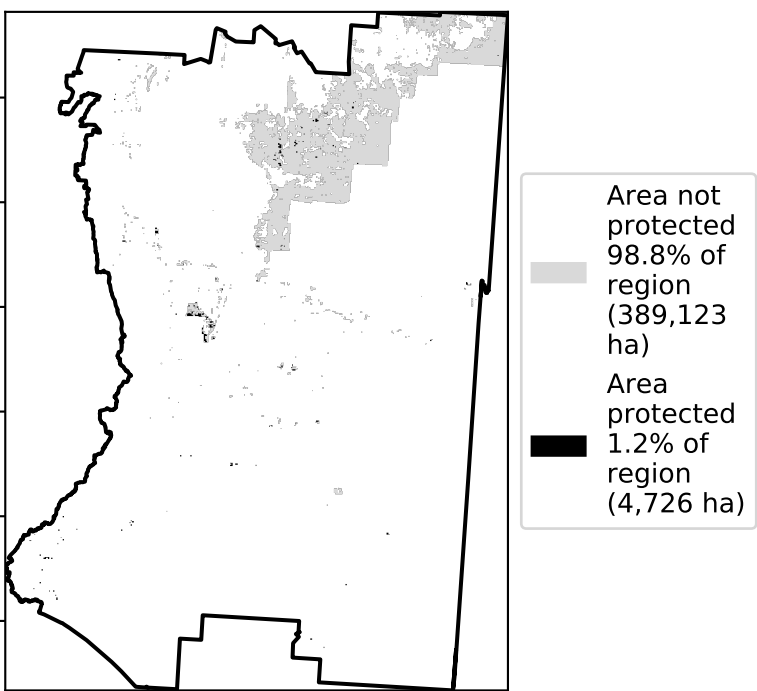 Area not
protected
98.8% of
region
(389,123
ha)
Area
protected
1.2% of
region
(4,726 ha)